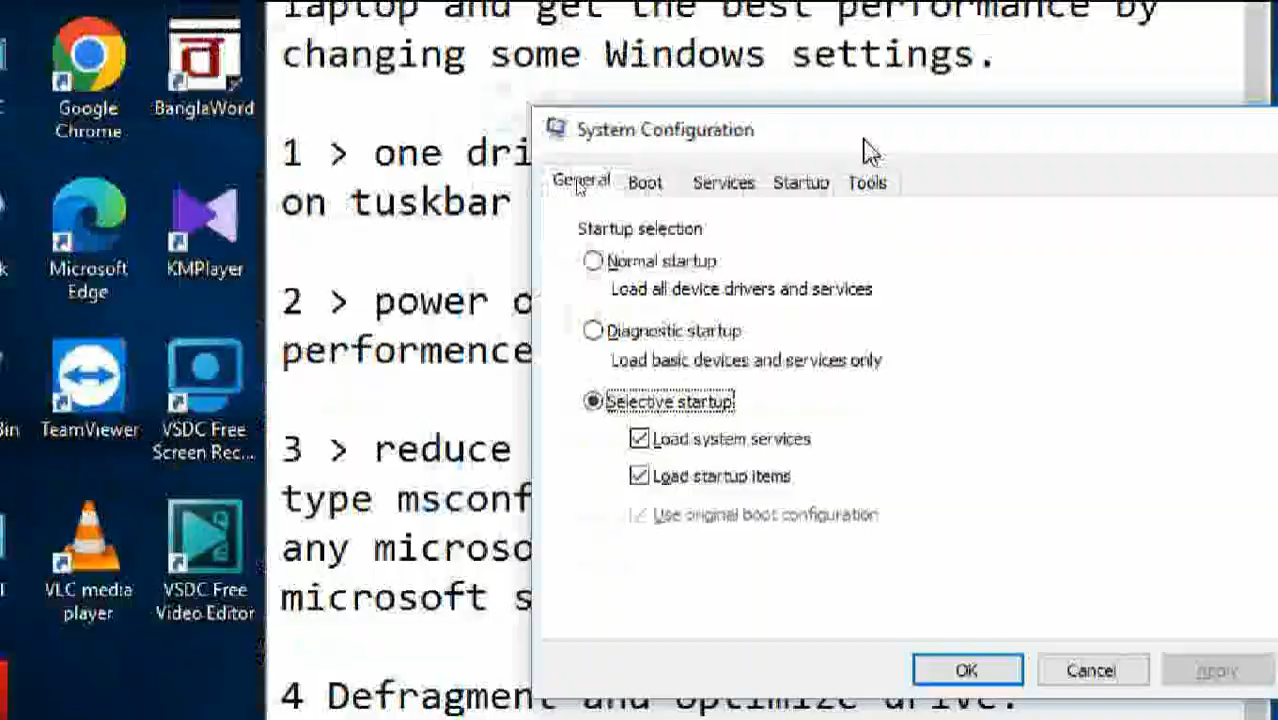 laptop and get the best performance by
changing some Windows settings.
1 > one dri
on tuskbar
2 > power o
performence
3 > reduce
type msconf
any microso
microsoft s
4 Defragment and optimize drive.
Google
Chrome
BanglaWord
Microsoft
Edge
KMPlayer
TeamViewer
VSDC Free
Screen Rec...
VLC media
player
VSDC Free
Video Editor
System Configuration
General
Boot
Services
Startup
Tools
Startup selection
Normal startup
Load all device drivers and services
Diagnostic startup
Load basic devices and services only
Selective startup
Load system services
Load startup items
Use original boot configuration
OK
Cancel
Apply